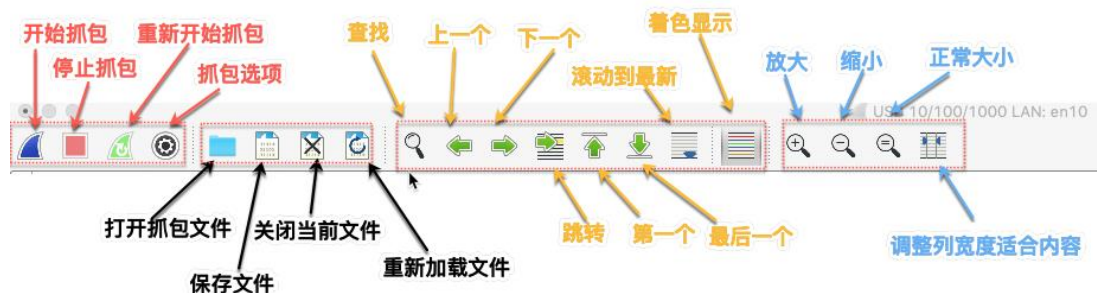 开始抓包
重新开始抓包
停止抓包
抓包选项
查找
上一个
下一个
滚动到最新
着色显示
放大
缩小
正常大小
10/100/1000 LAN: en10
打开抓包文件
关闭当前文件
保存文件
重新加载文件
跳转
第一个
最后一个
调整列宽度适合内容